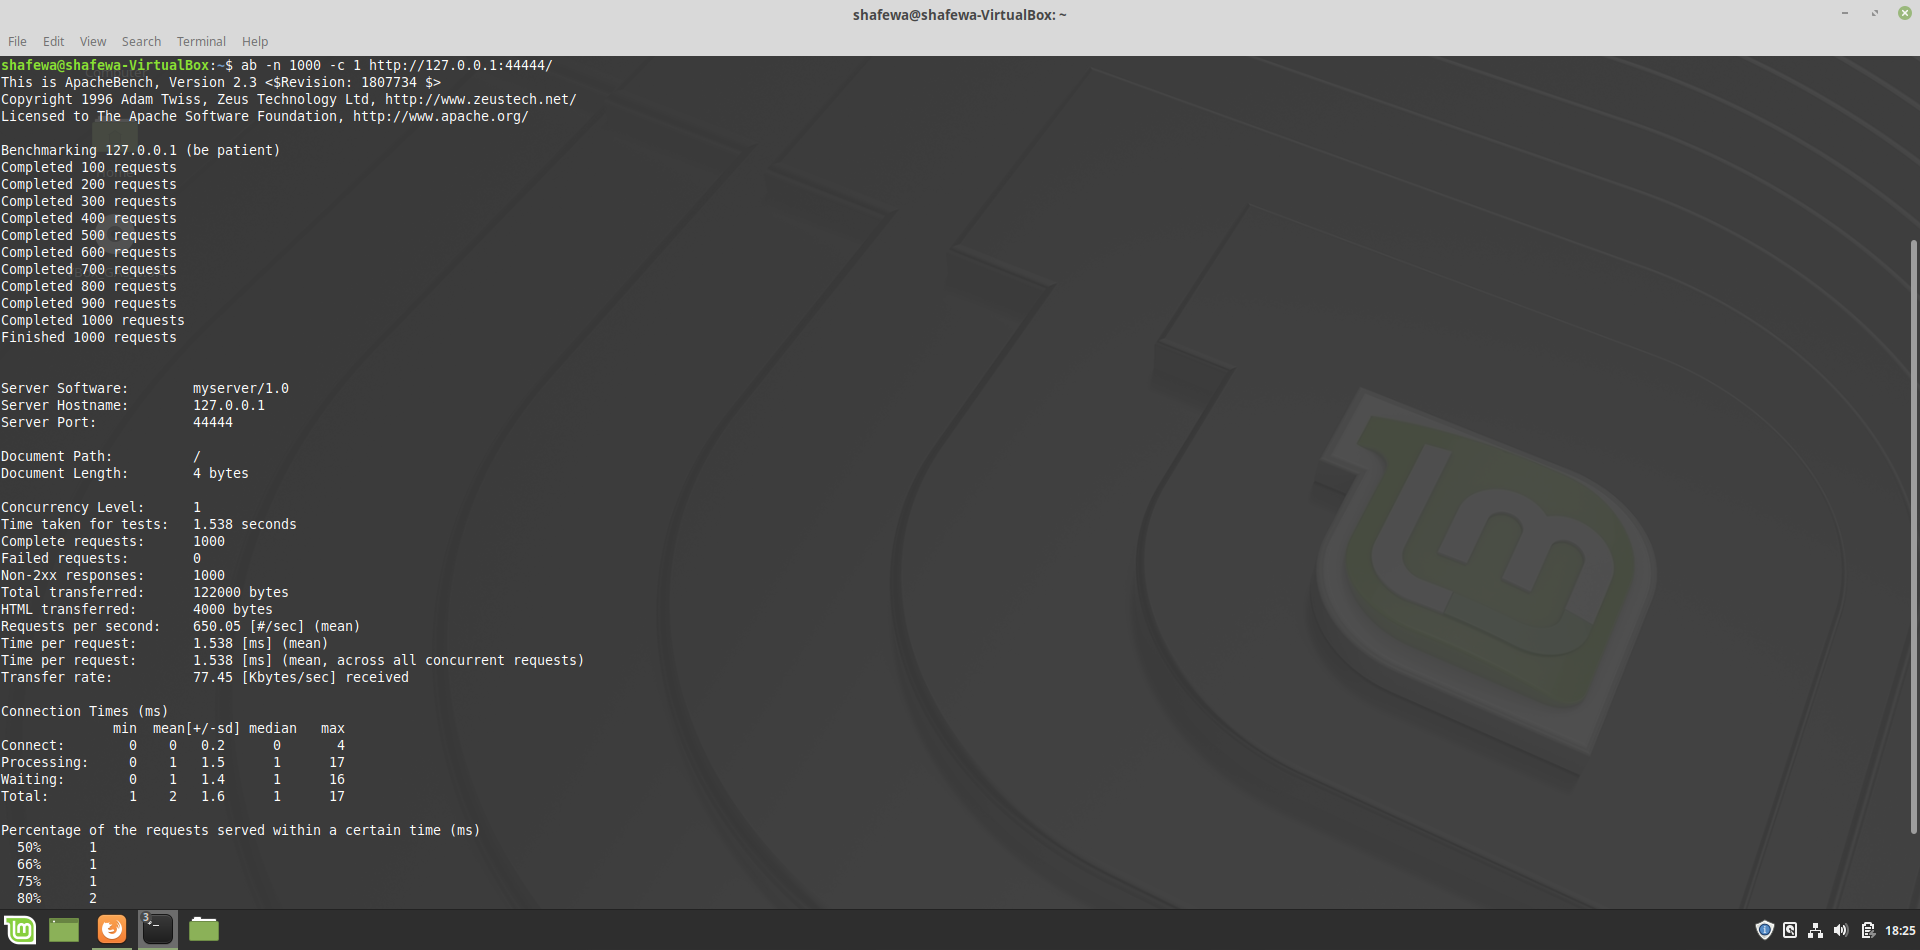 shafewa@shafewa-VirtualBox: ~
File Edit View Search Terminal Help
shafewa@shafewa-VirtualBox:~$ ab -n 1000 -c 1 http://127.0.0.1:44444/
This is ApacheBench, Version 2.3 <$Revision: 1807734 $>
Copyright 1996 Adam Twiss, Zeus Technology Ltd, http://www.zeustech.net/
Licensed to The Apache Software Foundation, http://www.apache.org/

Benchmarking 127.0.0.1 (be patient)
Completed 100 requests
Completed 200 requests
Completed 300 requests
Completed 400 requests
Completed 500 requests
Completed 600 requests
Completed 700 requests
Completed 800 requests
Completed 900 requests
Completed 1000 requests
Finished 1000 requests

Server Software:        myserver/1.0
Server Hostname:        127.0.0.1
Server Port:            44444

Document Path:          /
Document Length:        4 bytes

Concurrency Level:      1
Time taken for tests:   1.538 seconds
Complete requests:      1000
Failed requests:        0
Non-2xx responses:      1000
Total transferred:      122000 bytes
HTML transferred:       4000 bytes
Requests per second:    650.05 [#/sec] (mean)
Time per request:       1.538 [ms] (mean)
Time per request:       1.538 [ms] (mean, across all concurrent requests)
Transfer rate:          77.45 [Kbytes/sec] received

Connection Times (ms)
              min  mean[+/-sd] median   max
Connect:        0    0   0.2      0       4
Processing:     0    1   1.5      1      17
Waiting:        0    1   1.4      1      16
Total:          1    2   1.6      1      17

Percentage of the requests served within a certain time (ms)
  50%      1
  66%      1
  75%      1
  80%      2
3
18:25